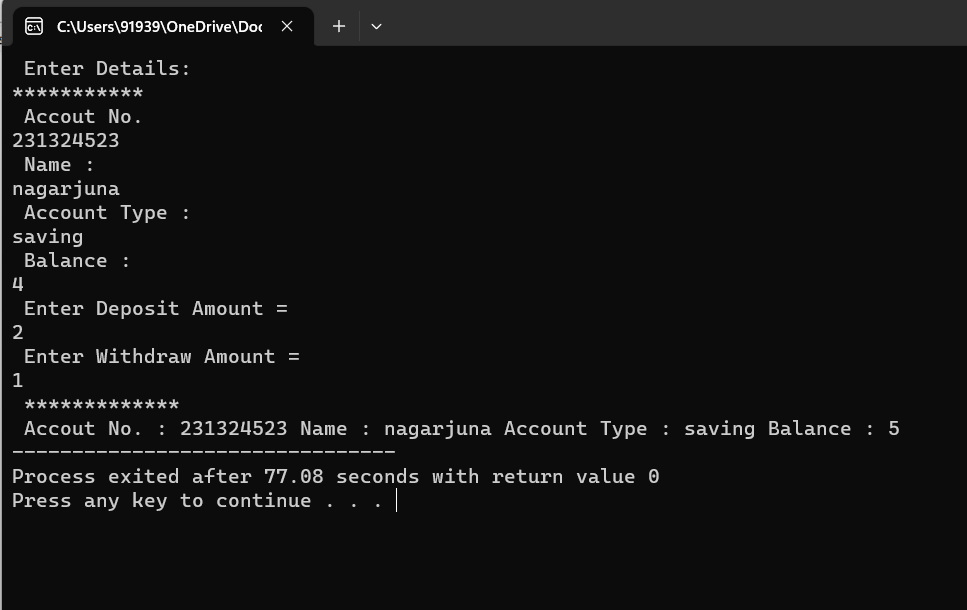 C:\Users\91939\OneDrive\Doc
Enter Details:
***********
Accout No.
231324523
Name :
nagarjuna
Account Type :
saving
Balance :
4
Enter Deposit Amount =
2
Enter Withdraw Amount =
1
*************
Accout No. : 231324523 Name : nagarjuna Account Type : saving Balance : 5
--------------------------------
Process exited after 77.08 seconds with return value 0
Press any key to continue . . .